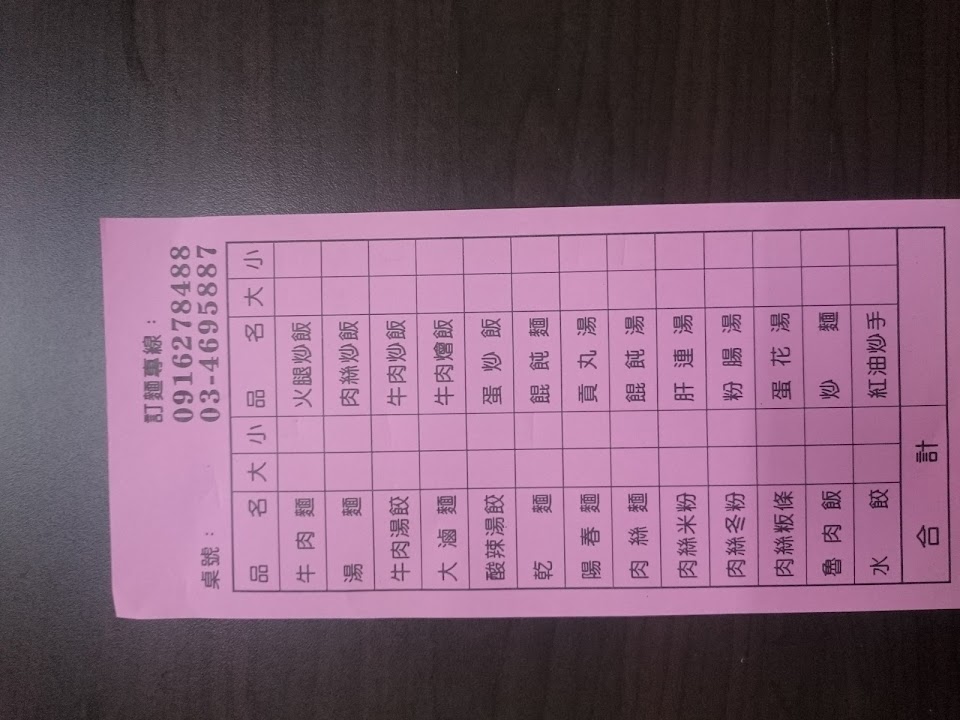 訂麵專線：
0916278488
桌號：
03-4695887
品名 大 小 品名 大 小
牛肉麵 火腿炒飯
湯麵 肉絲炒飯
牛肉湯餃 牛肉炒飯
大滷麵 牛肉燴飯
酸辣湯餃 蛋炒飯
乾麵 餛飩麵
陽春麵 貢丸湯
肉絲麵 餛飩湯
肉絲米粉 肝連湯
肉絲冬粉 粉腸湯
肉絲粄條 蛋花湯
魯肉飯 炒麵
水餃 紅油炒手
合計